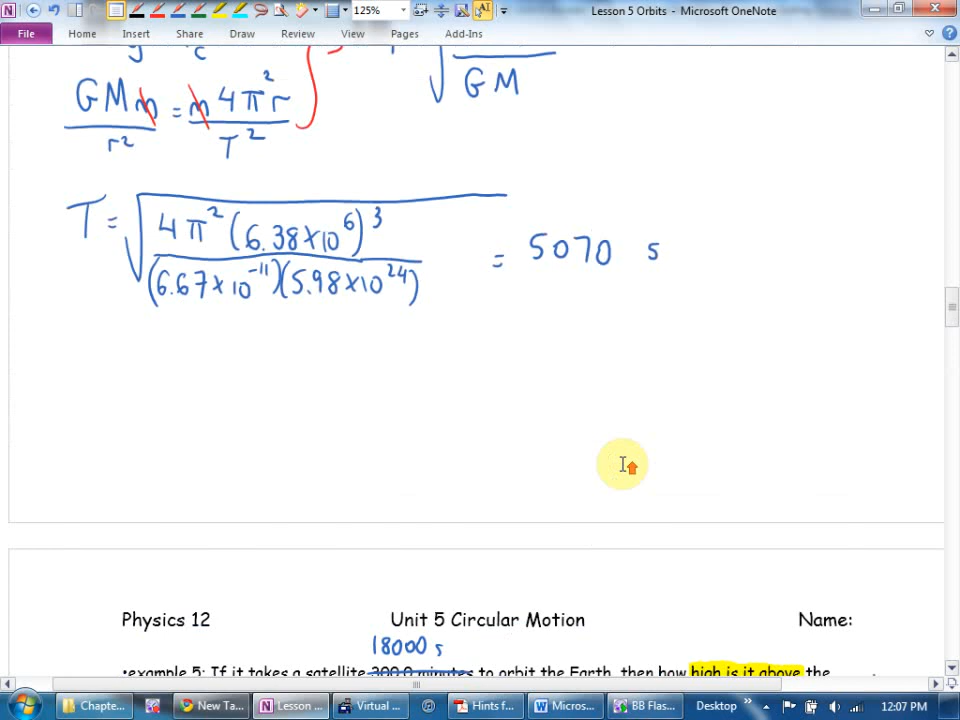 125%
Lesson 5 Orbits - Microsoft OneNote
File Home Insert Share Draw Review View Pages Add-Ins
GMm/r² = m4π²r/T²
GM
T = √(4π²(6.38×10⁶)³/(6.67×10⁻¹¹)(5.98×10²⁴)) = 5070 s
Physics 12 Unit 5 Circular Motion Name:
18000 s
•example 5: If it takes a satellite 300.0 minutes to orbit the Earth, then how high is it above the
Chapte... New Ta... Lesson ... Virtual ... Hints f... Micros... BB Flas... Desktop » 12:07 PM